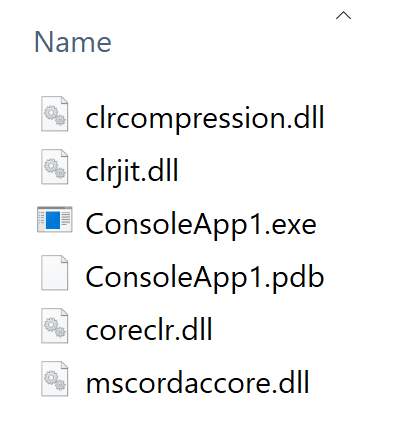 Name
clrcompression.dll
clrjit.dll
ConsoleApp1.exe
ConsoleApp1.pdb
coreclr.dll
mscordaccore.dll